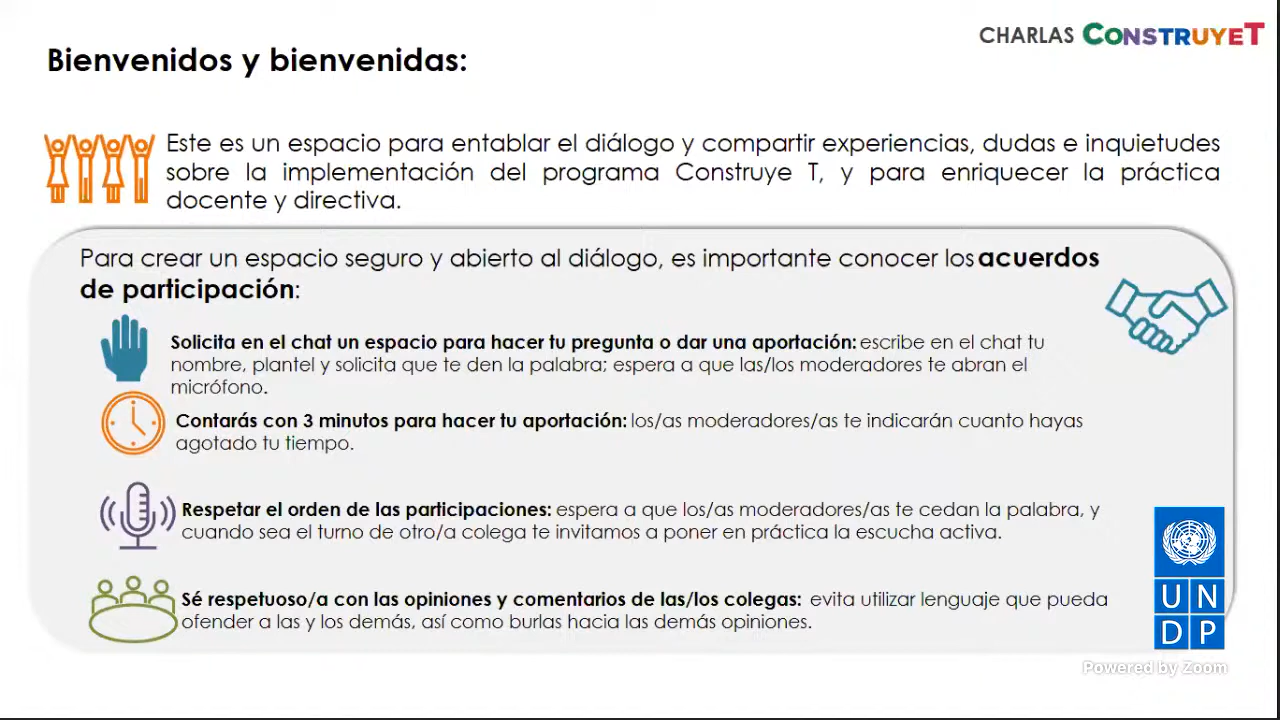 CHARLAS CONSTRUYET
Bienvenidos y bienvenidas:
Este es un espacio para entablar el diálogo y compartir experiencias, dudas e inquietudes
sobre la implementación del programa Construye T, y para enriquecer la práctica
docente y directiva.
Para crear un espacio seguro y abierto al diálogo, es importante conocer los acuerdos
de participación:
Solicita en el chat un espacio para hacer tu pregunta o dar una aportación: escribe en el chat tu
nombre, plantel y solicita que te den la palabra; espera a que las/los moderadores te abran el
micrófono.
Contarás con 3 minutos para hacer tu aportación: los/as moderadores/as te indicarán cuanto hayas
agotado tu tiempo.
Respetar el orden de las participaciones: espera a que los/as moderadores/as te cedan la palabra, y
cuando sea el turno de otro/a colega te invitamos a poner en práctica la escucha activa.
Sé respetuoso/a con las opiniones y comentarios de las/los colegas: evita utilizar lenguaje que pueda
ofender a las y los demás, así como burlas hacia las demás opiniones.
U N
D P
Powered by Zoom